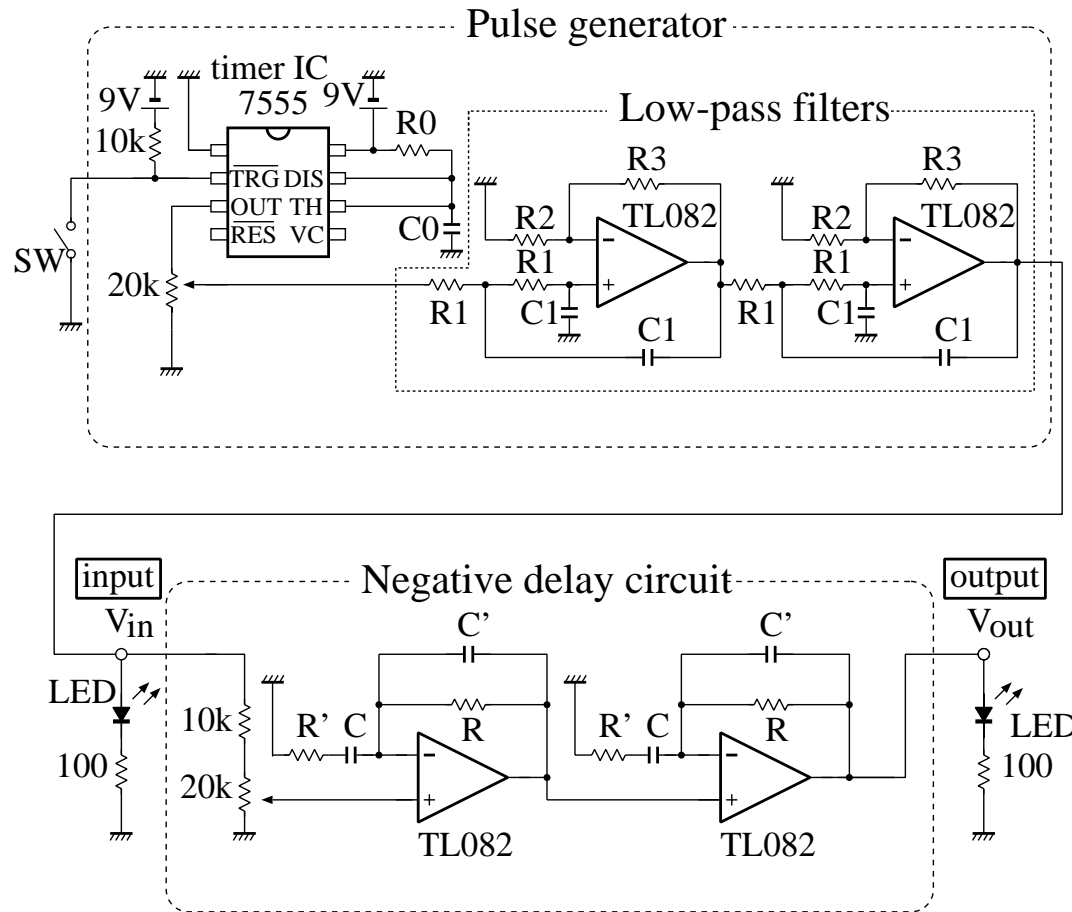 Pulse generator
timer IC
7555
9V
9V
R0
10k
TRG DIS
OUT TH
RES VC
C0
SW
20k
Low-pass filters
R3
R3
TL082
TL082
R2
R2
R1
R1
−
−
+
+
R1
C1
R1
C1
C1
C1
input
Negative delay circuit
output
Vin
Vout
C'
C'
LED
LED
10k
R' C
R
R' C
R
100
100
20k
−
−
+
+
TL082
TL082